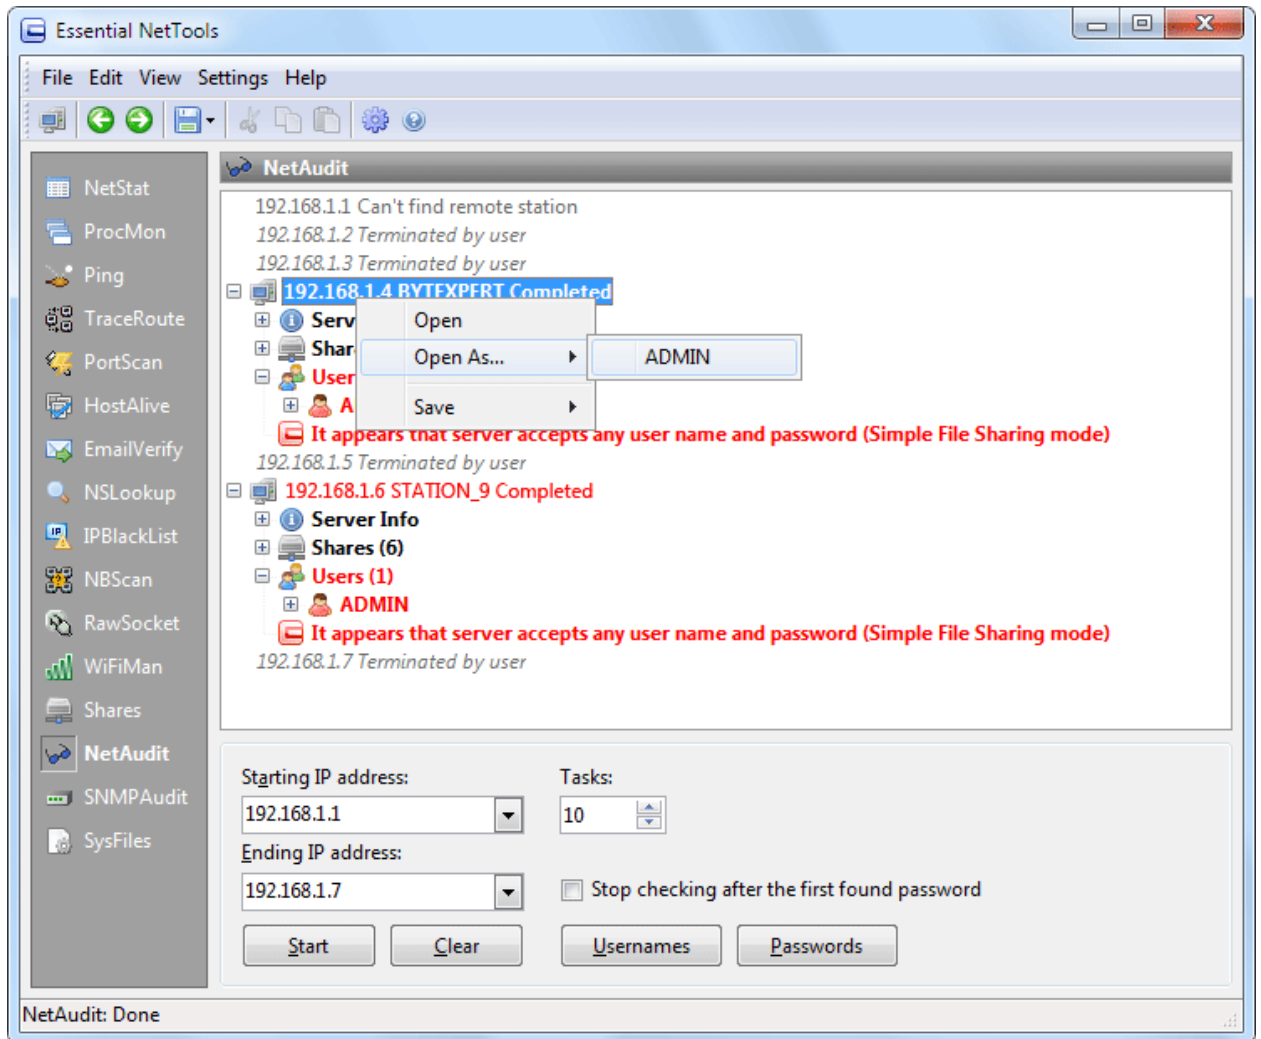 Essential NetTools
File Edit View Settings Help
NetAudit
NetStat
ProcMon
Ping
TraceRoute
PortScan
HostAlive
EmailVerify
NSLookup
IPBlackList
NBScan
RawSocket
WiFiMan
Shares
NetAudit
SNMPAudit
SysFiles
192.168.1.1 Can't find remote station
192.168.1.2 Terminated by user
192.168.1.3 Terminated by user
192.168.1.4 BYTEXPERT Completed
Serv
Shar
User
A
Open
Open As...
ADMIN
Save
It appears that server accepts any user name and password (Simple File Sharing mode)
192.168.1.5 Terminated by user
192.168.1.6 STATION_9 Completed
Server Info
Shares (6)
Users (1)
ADMIN
It appears that server accepts any user name and password (Simple File Sharing mode)
192.168.1.7 Terminated by user
Starting IP address:
Tasks:
192.168.1.1
10
Ending IP address:
192.168.1.7
Stop checking after the first found password
Start
Clear
Usernames
Passwords
NetAudit: Done